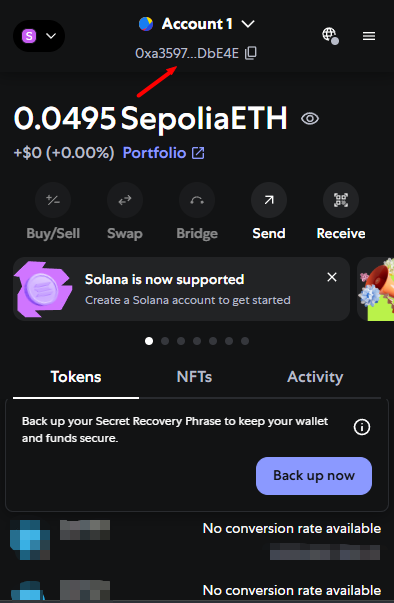 S
Account 1
0xa3597...DbE4E
0.0495 SepoliaETH
+$0 (+0.00%) Portfolio
Buy/Sell Swap Bridge Send Receive
Solana is now supported
Create a Solana account to get started
Tokens NFTs Activity
Back up your Secret Recovery Phrase to keep your wallet
and funds secure.
Back up now
No conversion rate available
No conversion rate available